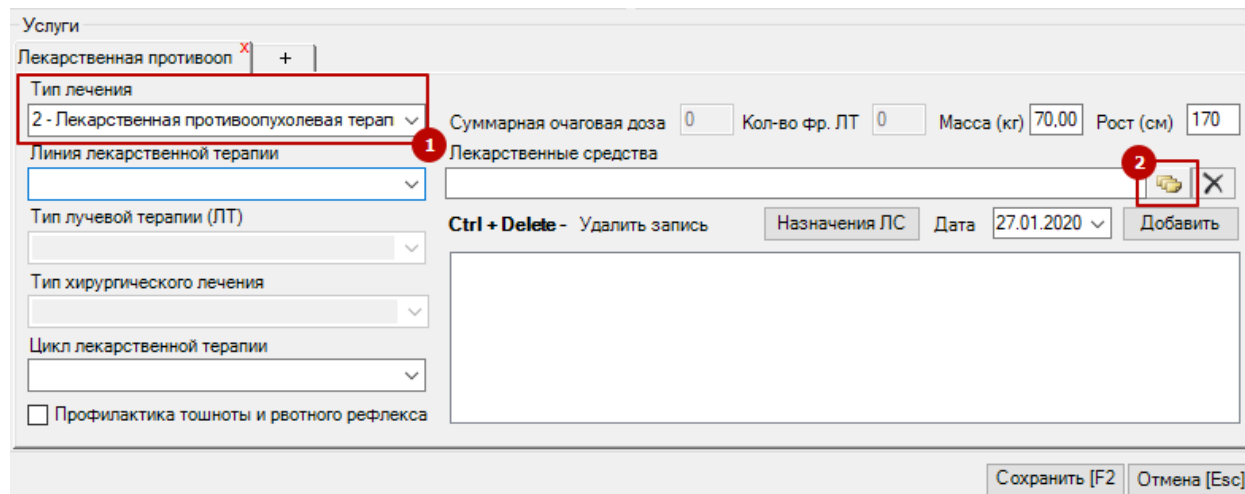 Услуги
Лекарственная противооп X +
Тип лечения
2 - Лекарственная противоопухолевая терап
1
Суммарная очаговая доза 0 Кол-во фр. ЛТ 0 Масса (кг) 70,00 Рост (см) 170
Линия лекарственной терапии
Лекарственные средства
2
Тип лучевой терапии (ЛТ)
Ctrl + Delete - Удалить запись Назначения ЛС Дата 27.01.2020 Добавить
Тип хирургического лечения
Цикл лекарственной терапии
Профилактика тошноты и рвотного рефлекса
Сохранить [F2 Отмена [Esc]